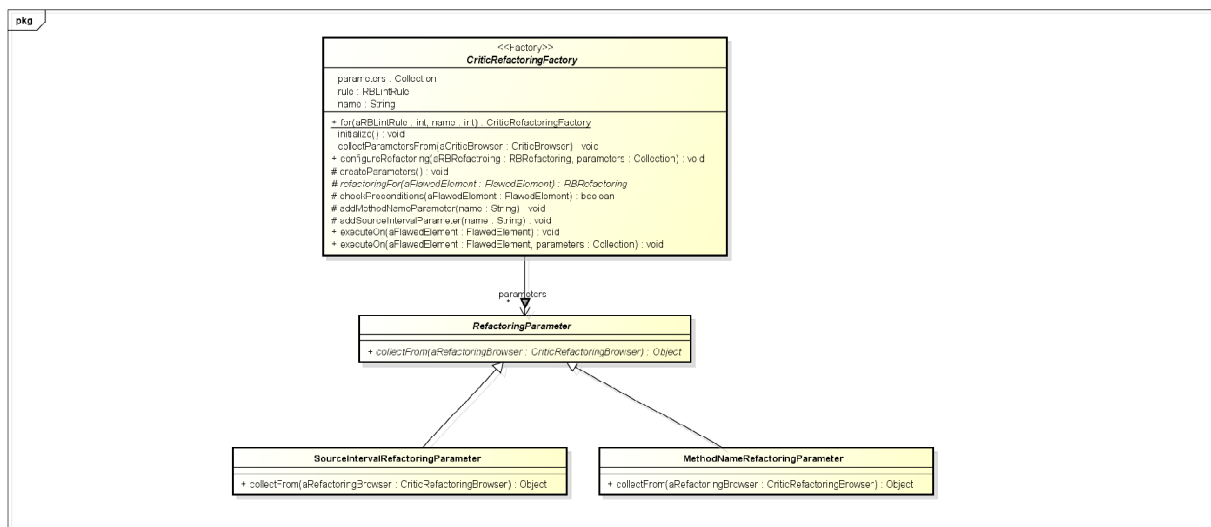 pkg
<<Factory>>
CriticRefactoringFactory
parameters : Collection
rule : RBLintRule
name : String
+ for(aRBLintRule : int, name : int) : CriticRefactoringFactory
initialize() : void
collectParametersFrom(aCriticBrowser : CriticBrowser) : void
+ configureRefactoring(aRBRefactroing : RBRefactoring, parameters : Collection) : void
# createParameters() : void
# refactoringFor(aFlawedElement : FlawedElement) : RBRefactoring
# checkPreconditions(aFlawedElement : FlawedElement) : boolean
# addMethodNameParameter(name : String) : void
# addSourceIntervalParameter(name : String) : void
+ executeOn(aFlawedElement : FlawedElement) : void
+ executeOn(aFlawedElement : FlawedElement, parameters : Collection) : void
parameters
*
RefactoringParameter
+ collectFrom(aRefactoringBrowser : CriticRefactoringBrowser) : Object
SourceIntervalRefactoringParameter
+ collectFrom(aRefactoringBrowser : CriticRefactoringBrowser) : Object
MethodNameRefactoringParameter
+ collectFrom(aRefactoringBrowser : CriticRefactoringBrowser) : Object